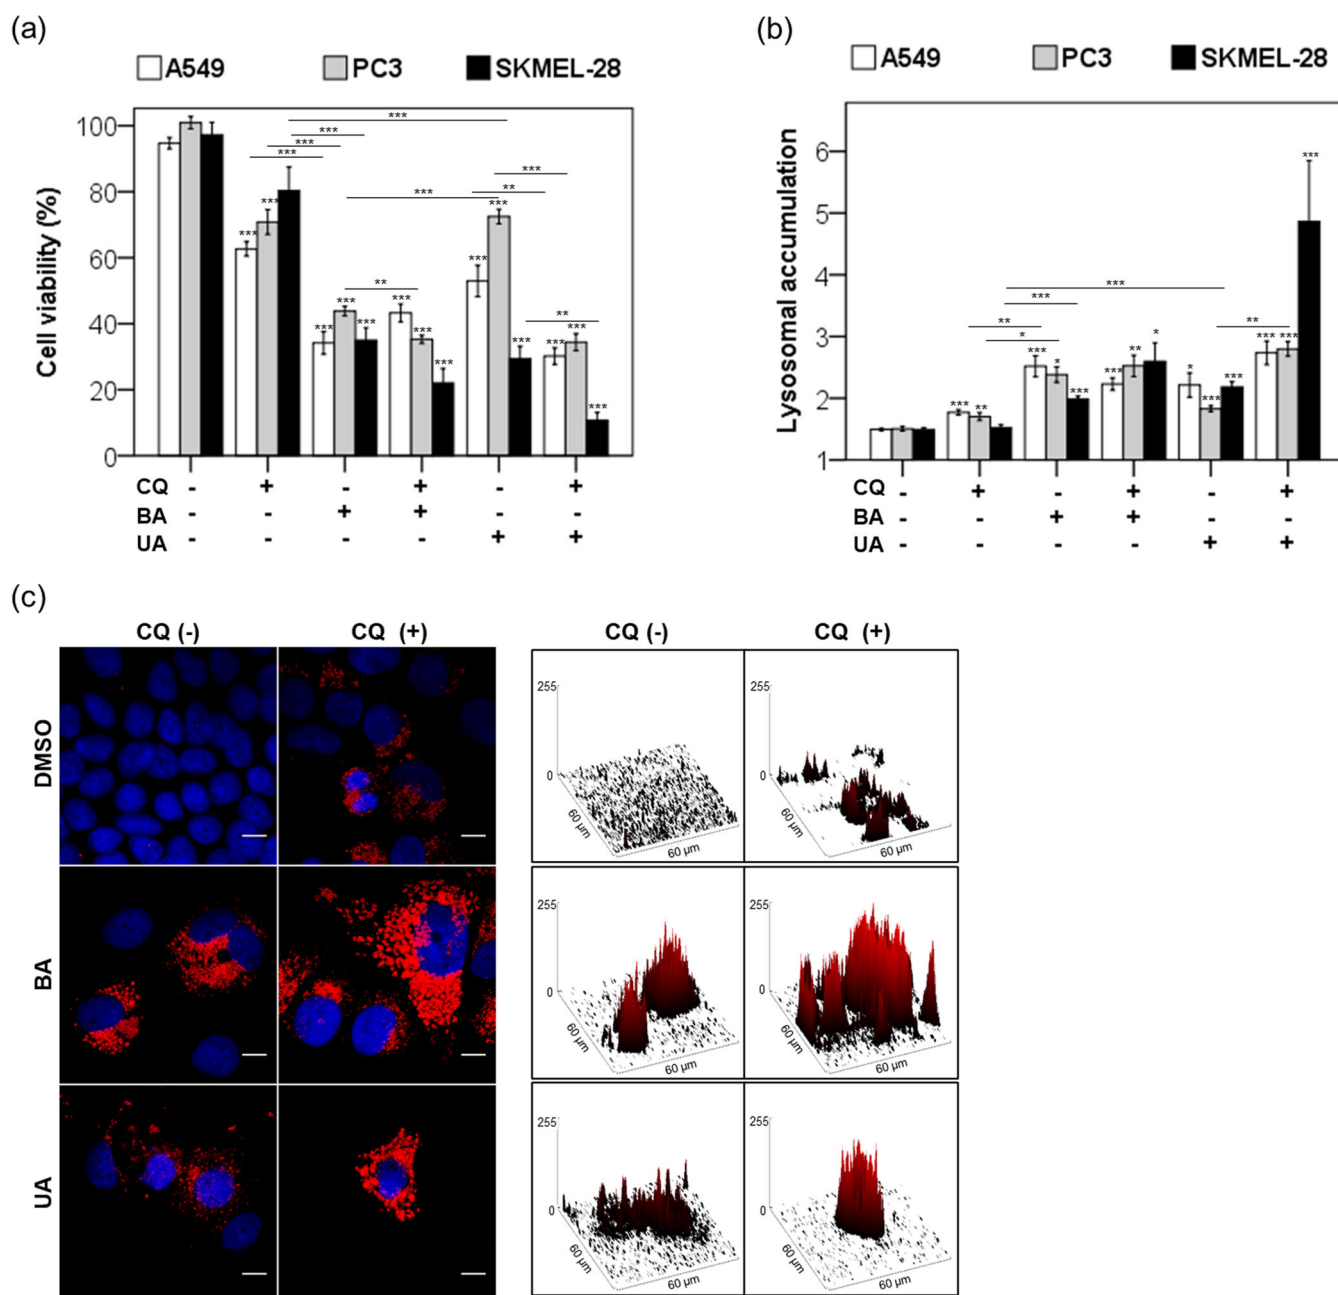 (a)
A549 PC3 SKMEL-28
Cell viability (%)
100
80
60
40
20
0
*** *** *** *** *** *** ** ** **
*** *** *** *** *** *** *** *** *** *** *** *** *** ***
CQ - + - + - +
BA - - + + - -
UA - - - - + +
(b)
A549 PC3 SKMEL-28
Lysosomal accumulation
6
5
4
3
2
1
*** *** ** * **
*** ** *** * *** *** ** * * *** *** *** *** ***
CQ - + - + - +
BA - - + + - -
UA - - - - + +
(c)
CQ (-) CQ (+) CQ (-) CQ (+)
DMSO
255 255
0 0
60 µm 60 µm 60 µm 60 µm
BA
255 255
0 0
60 µm 60 µm 60 µm 60 µm
UA
255 255
0 0
60 µm 60 µm 60 µm 60 µm